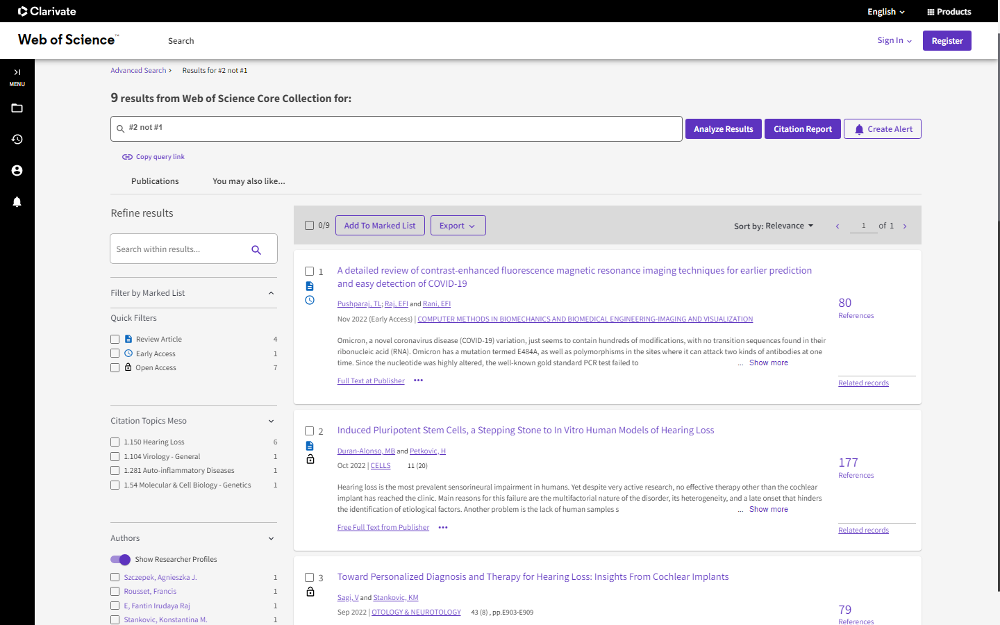 Clarivate
English
Products
Web of Science™
Search
Sign In
Register
MENU
Advanced Search > Results for #2 not #1
9 results from Web of Science Core Collection for:
#2 not #1
Analyze Results
Citation Report
Create Alert
Copy query link
Publications
You may also like...
Refine results
Search within results...
Filter by Marked List
Quick Filters
Review Article 4
Early Access 1
Open Access 7
Citation Topics Meso
1.150 Hearing Loss 6
1.104 Virology - General 1
1.281 Auto-inflammatory Diseases 1
1.54 Molecular & Cell Biology - Genetics 1
Authors
Show Researcher Profiles
Szczepek, Agnieszka J. 1
Rousset, Francis 1
E, Fantin Irudaya Raj 1
Stankovic, Konstantina M. 1
0/9
Add To Marked List
Export
Sort by: Relevance
1 of 1
1
A detailed review of contrast-enhanced fluorescence magnetic resonance imaging techniques for earlier prediction
and easy detection of COVID-19
Pushparaj, TL; Raj, EFI and Rani, EFI
Nov 2022 (Early Access) | COMPUTER METHODS IN BIOMECHANICS AND BIOMEDICAL ENGINEERING-IMAGING AND VISUALIZATION
Omicron, a novel coronavirus disease (COVID-19) variation, just seems to contain hundreds of modifications, with no transition sequences found in their
ribonucleic acid (RNA). Omicron has a mutation termed E484A, as well as polymorphisms in the sites where it can attack two kinds of antibodies at one
time. Since the nucleotide was highly altered, the well-known gold standard PCR test failed to ... Show more
Full Text at Publisher •••
80
References
Related records
2
Induced Pluripotent Stem Cells, a Stepping Stone to In Vitro Human Models of Hearing Loss
Duran-Alonso, MB and Petkovic, H
Oct 2022 | CELLS 11 (20)
Hearing loss is the most prevalent sensorineural impairment in humans. Yet despite very active research, no effective therapy other than the cochlear
implant has reached the clinic. Main reasons for this failure are the multifactorial nature of the disorder, its heterogeneity, and a late onset that hinders
the identification of etiological factors. Another problem is the lack of human samples s ... Show more
Free Full Text from Publisher •••
177
References
Related records
3
Toward Personalized Diagnosis and Therapy for Hearing Loss: Insights From Cochlear Implants
Sagi, V and Stankovic, KM
Sep 2022 | OTOLOGY & NEUROTOLOGY 43 (8) , pp.E903-E909
79
References